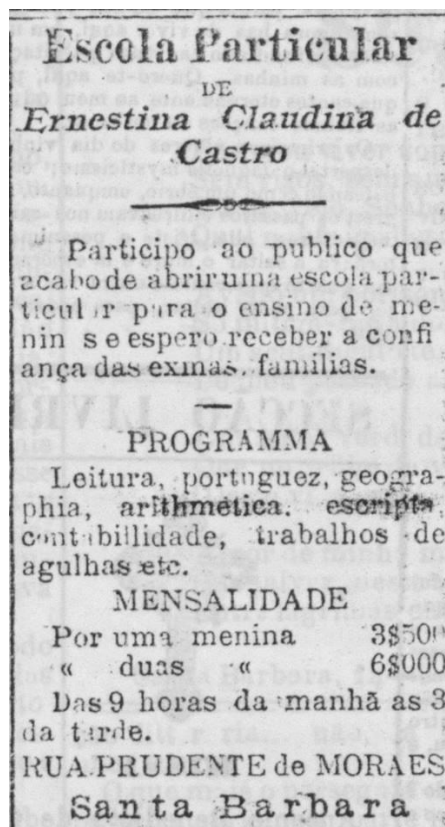 Escola Particular
DE
Ernestina Claudina de
Castro
Participo ao publico que
acabo de abrir uma escola par-
ticular para o ensino de me-
nin s e espero receber a confi
ança das exmas. familias.
PROGRAMMA
Leitura, portuguez, geogra-
phia, arithmetica. escripta,
contabillidade, trabalhos de
agulhas etc.
MENSALIDADE
Por uma menina 3$500
“ duas “ 6$000
Das 9 horas da manhã as 3
da tarde.
RUA PRUDENTE de MORAES
Santa Barbara